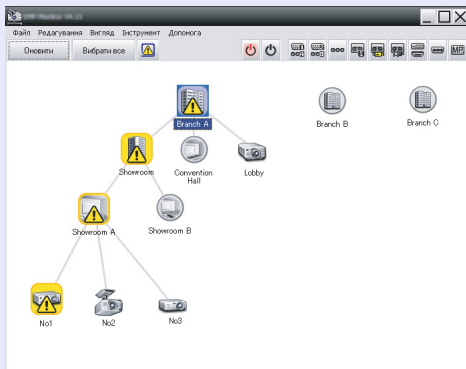 Файл Редагування Вигляд Інструмент Допомога
Оновити Вибрати все
MP
Branch A
Branch B
Branch C
Showroom
Convention
Hall
Lobby
Showroom A
Showroom B
No1
No2
No3